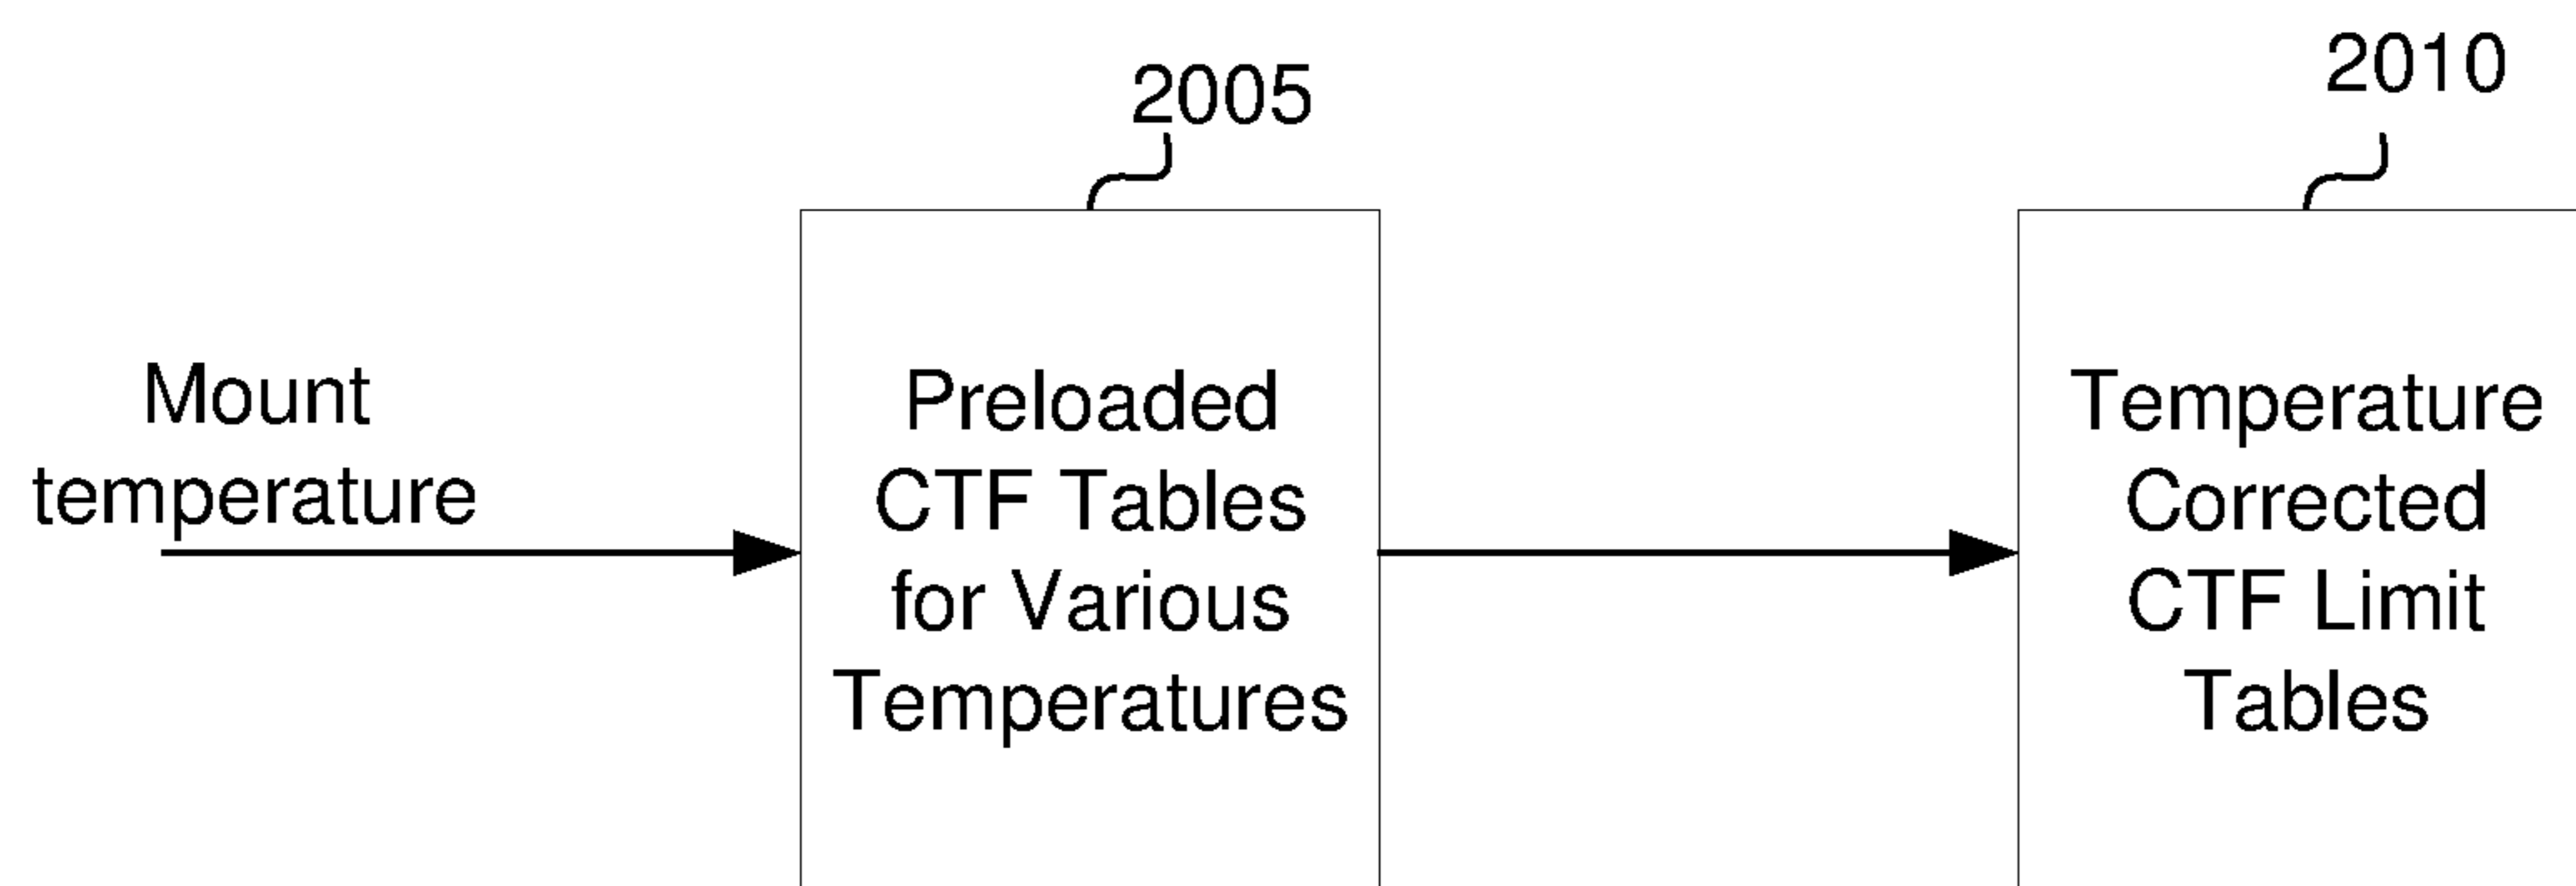 2005
2010
Mount
temperature
Preloaded
CTF Tables
for Various
Temperatures
Temperature
Corrected
CTF Limit
Tables